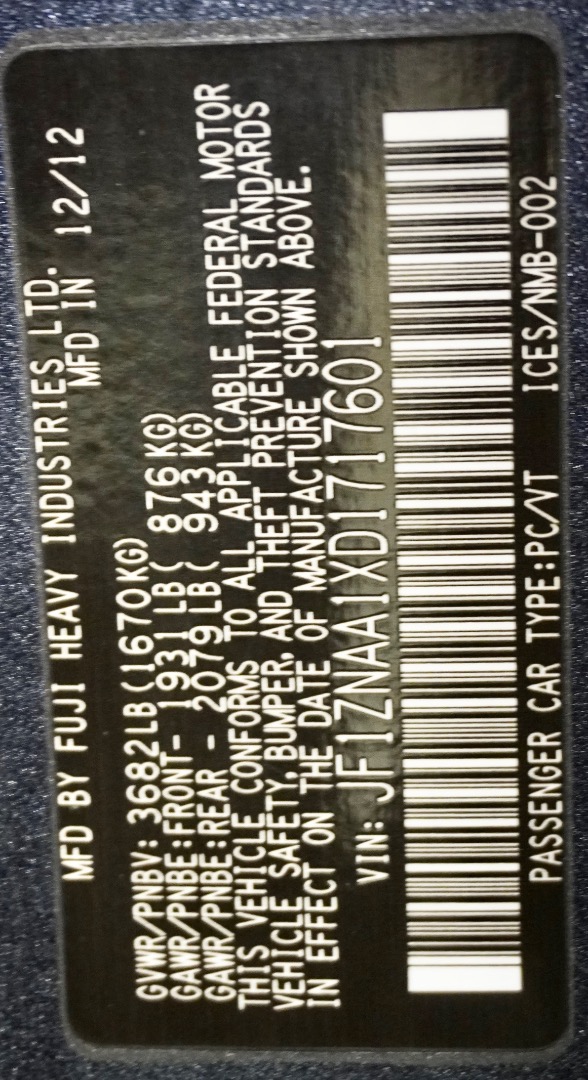 MFD BY FUJI HEAVY INDUSTRIES LTD.
MFD IN 12/12
GVWR/PNBV: 3682LB(1670KG)
GAWR/PNBE:FRONT- 1931LB( 876KG)
GAWR/PNBE:REAR - 2079LB( 943KG)
THIS VEHICLE CONFORMS TO ALL APPLICABLE FEDERAL MOTOR
VEHICLE SAFETY, BUMPER, AND THEFT PREVENTION STANDARDS
IN EFFECT ON THE DATE OF MANUFACTURE SHOWN ABOVE.
VIN: JF1ZNAA1XD1717601
PASSENGER CAR TYPE:PC/VT ICES/NMB-002